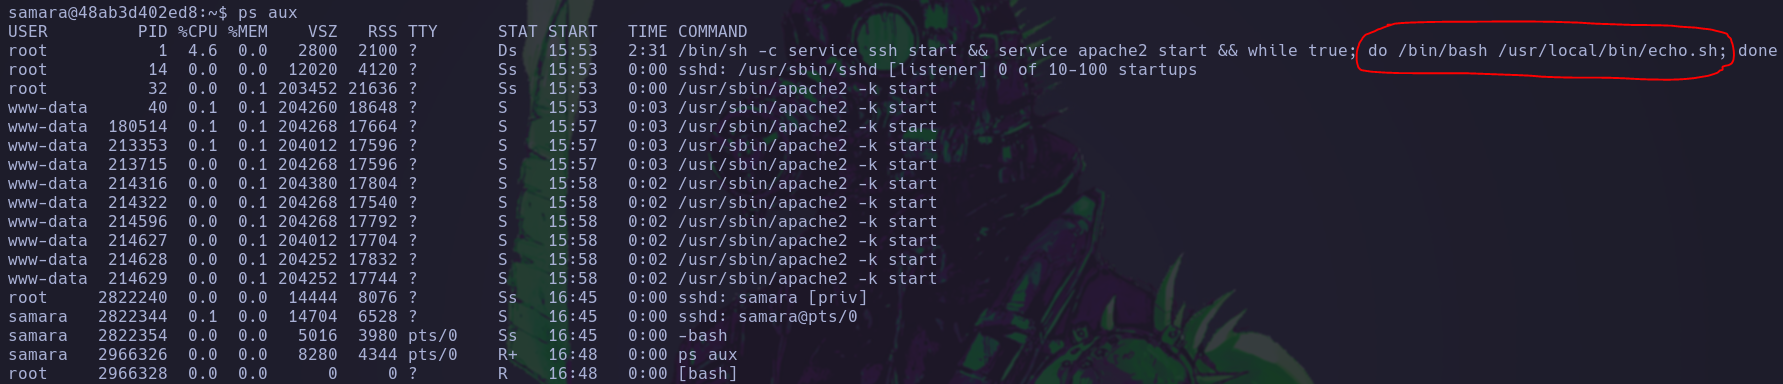 samara@48ab3d402ed8:~$ ps aux
USER         PID %CPU %MEM    VSZ   RSS TTY      STAT START   TIME COMMAND
root           1  4.6  0.0   2800  2100 ?        Ds   15:53   2:31 /bin/sh -c service ssh start && service apache2 start && while true; do /bin/bash /usr/local/bin/echo.sh; done
root          14  0.0  0.0  12020  4120 ?        Ss   15:53   0:00 sshd: /usr/sbin/sshd [listener] 0 of 10-100 startups
root          32  0.0  0.1 203452 21636 ?        Ss   15:53   0:00 /usr/sbin/apache2 -k start
www-data      40  0.1  0.1 204260 18648 ?        S    15:53   0:03 /usr/sbin/apache2 -k start
www-data  180514  0.1  0.1 204268 17664 ?        S    15:57   0:03 /usr/sbin/apache2 -k start
www-data  213353  0.1  0.1 204012 17596 ?        S    15:57   0:03 /usr/sbin/apache2 -k start
www-data  213715  0.0  0.1 204268 17596 ?        S    15:57   0:03 /usr/sbin/apache2 -k start
www-data  214316  0.0  0.1 204380 17804 ?        S    15:58   0:02 /usr/sbin/apache2 -k start
www-data  214322  0.0  0.1 204268 17540 ?        S    15:58   0:02 /usr/sbin/apache2 -k start
www-data  214596  0.0  0.1 204268 17792 ?        S    15:58   0:02 /usr/sbin/apache2 -k start
www-data  214627  0.0  0.1 204012 17704 ?        S    15:58   0:02 /usr/sbin/apache2 -k start
www-data  214628  0.0  0.1 204252 17832 ?        S    15:58   0:02 /usr/sbin/apache2 -k start
www-data  214629  0.0  0.1 204252 17744 ?        S    15:58   0:02 /usr/sbin/apache2 -k start
root     2822240  0.0  0.0  14444  8076 ?        Ss   16:45   0:00 sshd: samara [priv]
samara   2822344  0.1  0.0  14704  6528 ?        S    16:45   0:00 sshd: samara@pts/0
samara   2822354  0.0  0.0   5016  3980 pts/0    Ss   16:45   0:00 -bash
samara   2966326  0.0  0.0   8280  4344 pts/0    R+   16:48   0:00 ps aux
root     2966328  0.0  0.0      0     0 ?        R    16:48   0:00 [bash]